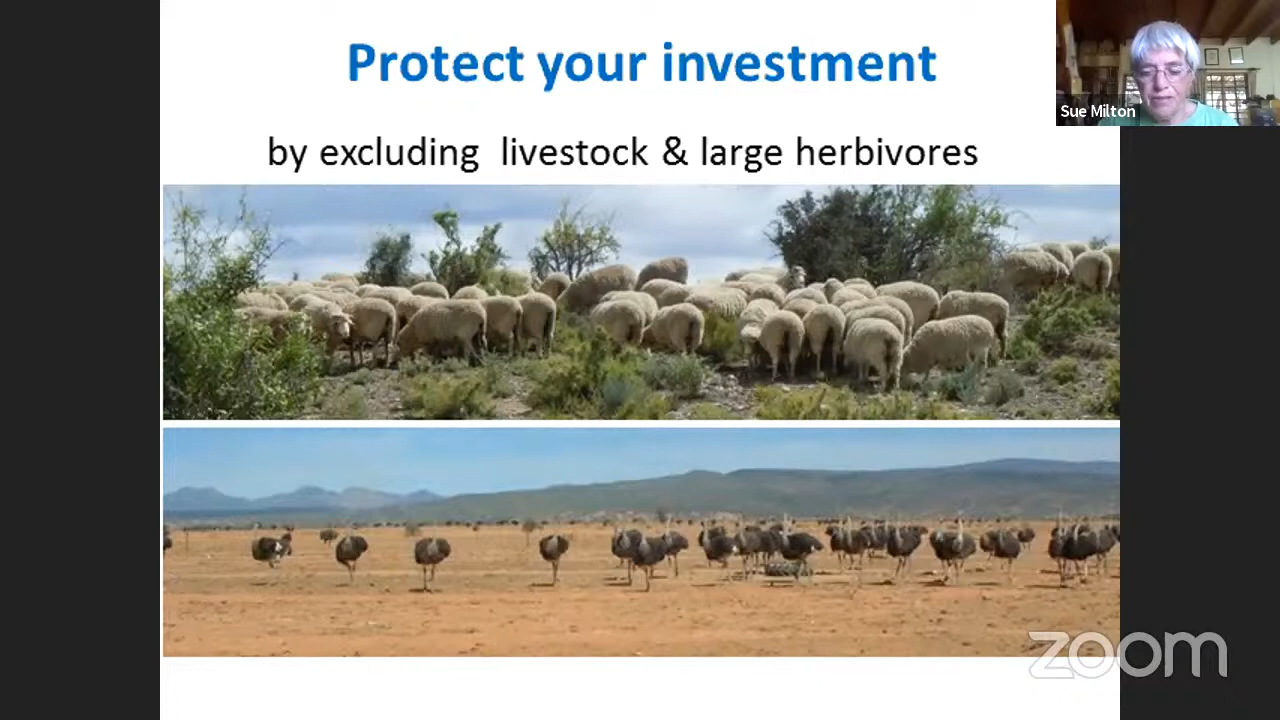 Protect your investment
by excluding livestock & large herbivores
Sue Milton
zoom